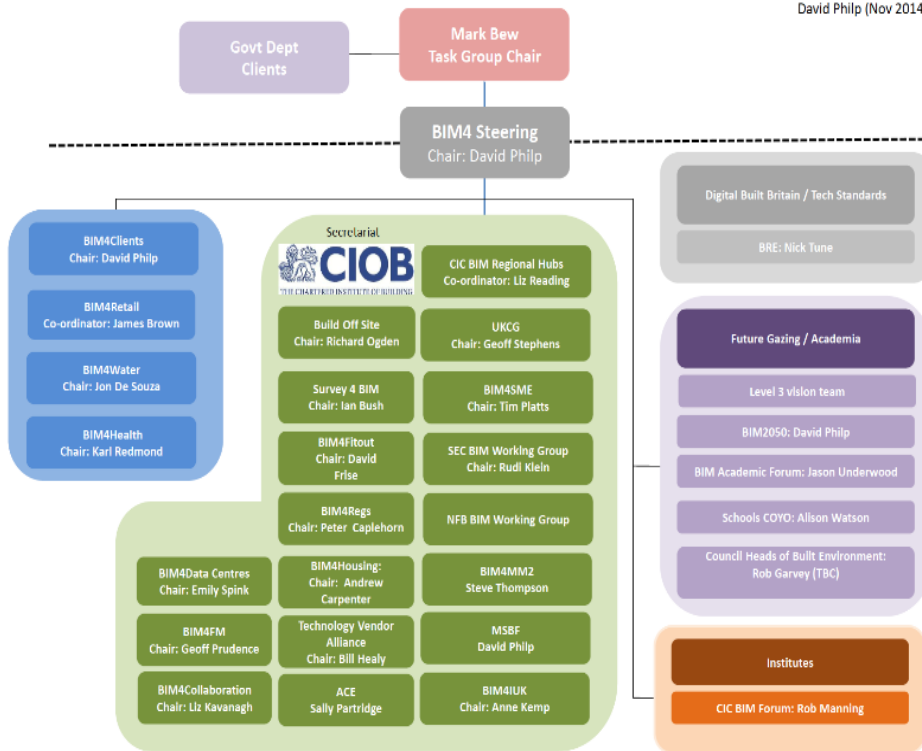 David Philp (Nov 2014
Govt Dept
Clients
Mark Bew
Task Group Chair
BIM4 Steering
Chair: David Philp
BIM4Clients
Chair: David Philp
BIM4Retail
Co-ordinator: James Brown
BIM4Water
Chair: Jon De Souza
BIM4Health
Chair: Karl Redmond
Secretarial
CIOB
THE CHARTERED INSTITUTE OF BUILDING
CIC BIM Regional Hubs
Co-ordinator: Liz Reading
Build Off Site
Chair: Richard Ogden
UKCG
Chair: Geoff Stephens
Survey 4 BIM
Chair: Ian Bush
BIM4SME
Chair: Tim Platts
BIM4Fitout
Chair: David
Frise
SEC BIM Working Group
Chair: Rudi Klein
BIM4Regs
Chair: Peter Caplehorn
NFB BIM Working Group
BIM4Data Centres
Chair: Emily Spink
BIM4Housing:
Chair: Andrew
Carpenter
BIM4MM2
Steve Thompson
BIM4FM
Chair: Geoff Prudence
Technology Vendor
Alliance
Chair: Bill Healy
MSBF
David Philp
BIM4Collaboration
Chair: Liz Kavanagh
ACE
Sally Partridge
BIM4IUK
Chair: Anne Kemp
Digital Built Britain / Tech Standards
BRE: Nick Tune
Future Gazing / Academia
Level 3 vision team
BIM2050: David Philp
BIM Academic Forum: Jason Underwood
Schools COYO: Alison Watson
Council Heads of Built Environment:
Rob Garvey (TBC)
Institutes
CIC BIM Forum: Rob Manning